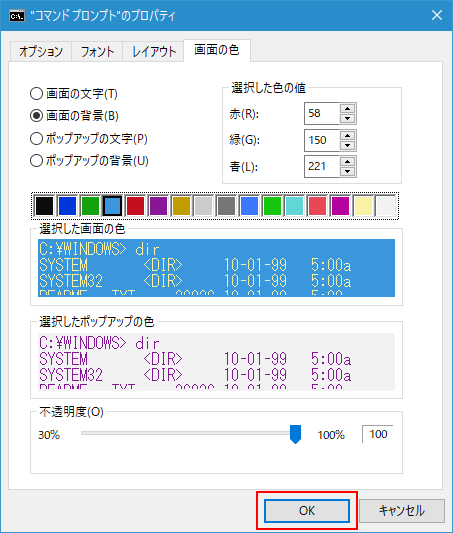 "コマンド プロンプト"のプロパティ
オプション フォント レイアウト 画面の色
画面の文字(T)
画面の背景(B)
ポップアップの文字(P)
ポップアップの背景(U)
選択した色の値
赤(R): 58
緑(G): 150
青(L): 221
選択した画面の色
C:¥WINDOWS> dir
SYSTEM <DIR> 10-01-99 5:00a
SYSTEM32 <DIR> 10-01-99 5:00a
README TXT 26926
選択したポップアップの色
C:¥WINDOWS> dir
SYSTEM <DIR> 10-01-99 5:00a
SYSTEM32 <DIR> 10-01-99 5:00a
README TXT 26926
不透明度(O)
30% 100% 100
OK キャンセル